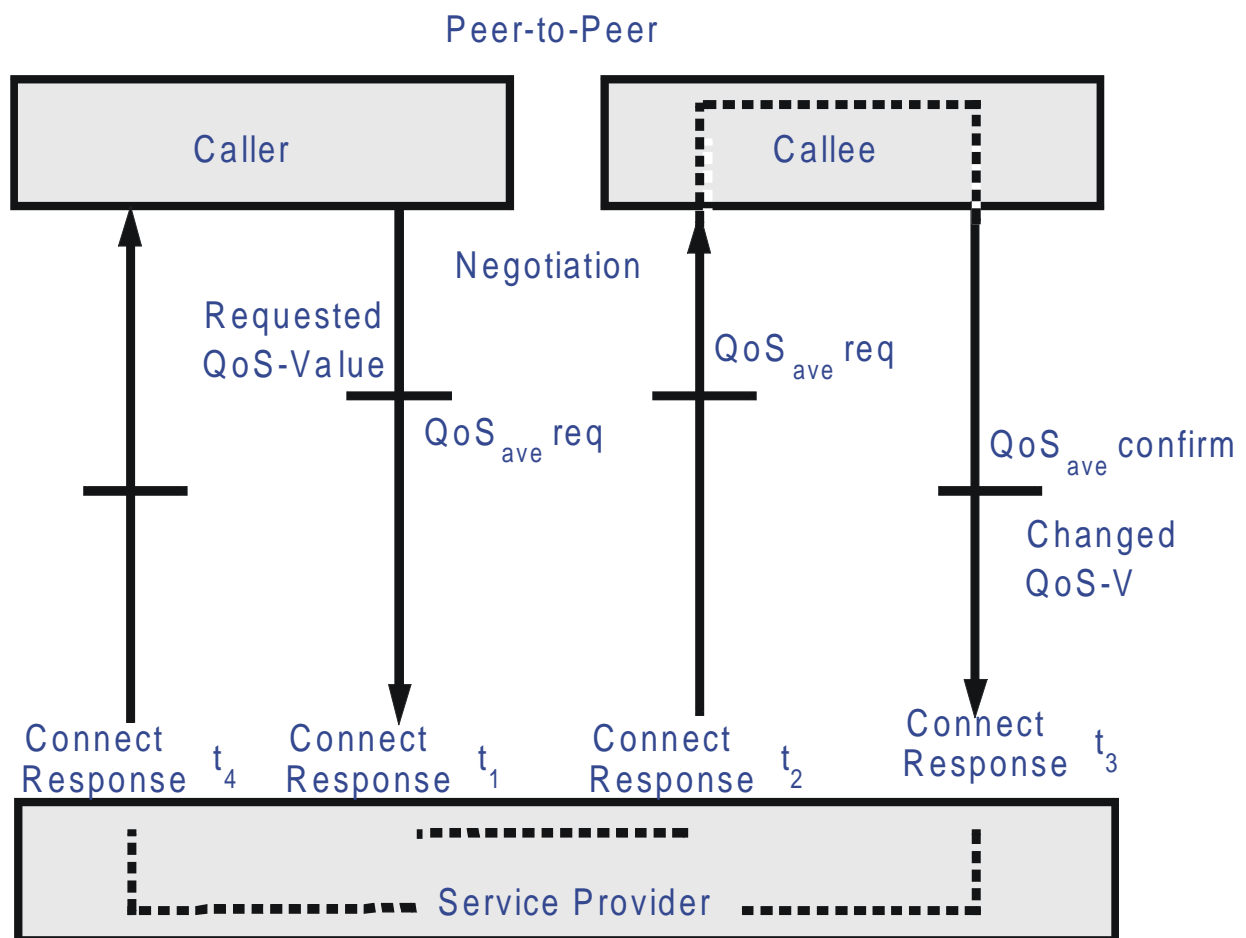 Peer-to-Peer
Caller
Callee
Negotiation
Requested
QoS-Value
QoS ave req
QoS ave req
QoS ave confirm
Changed
QoS-V
Connect
Response t4
Connect
Response t1
Connect
Response t2
Connect
Response t3
Service Provider